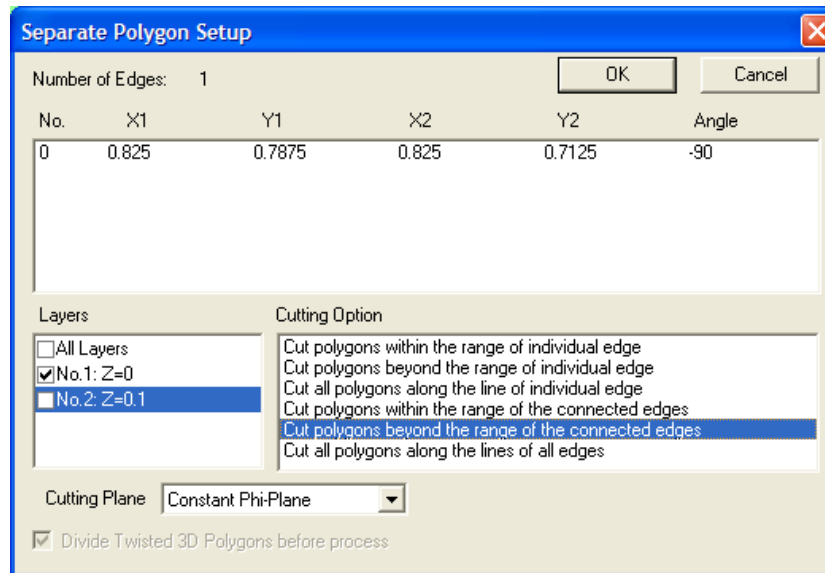 Separate Polygon Setup
Number of Edges: 1 OK Cancel
No. X1 Y1 X2 Y2 Angle
0 0.825 0.7875 0.825 0.7125 -90
Layers Cutting Option
All Layers
No.1: Z=0
No.2: Z=0.1
Cut polygons within the range of individual edge
Cut polygons beyond the range of individual edge
Cut all polygons along the line of individual edge
Cut polygons within the range of the connected edges
Cut polygons beyond the range of the connected edges
Cut all polygons along the lines of all edges
Cutting Plane Constant Phi-Plane
Divide Twisted 3D Polygons before process